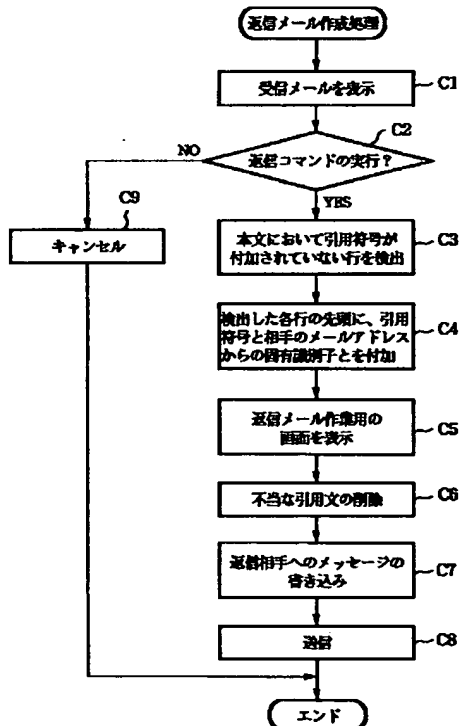 返信メール作成処理
受信メールを表示
C1
C2
返信コマンドの実行？
NO
YES
C9
キャンセル
本文において引用符号が
付加されていない行を検出
C3
検出した各行の先頭に、引用
符号と相手のメールアドレス
からの固有識別子とを付加
C4
返信メール作業用の
画面を表示
C5
不当な引用文の削除
C6
返信相手へのメッセージの
書き込み
C7
送信
C8
エンド